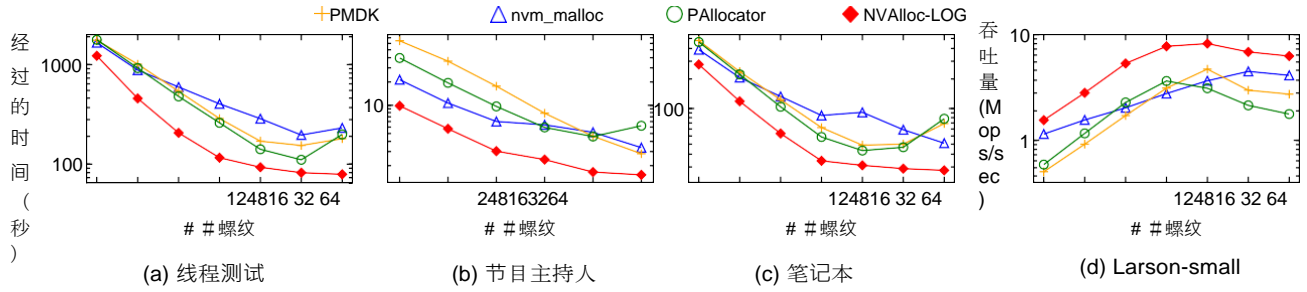 PMDK
nvm_malloc
PAllocator
NVAlloc-LOG
经过的时间（秒）
1000
100
124816 32 64
# #螺纹
(a) 线程测试
10
248163264
# #螺纹
(b) 节目主持人
100
124816 32 64
# #螺纹
(c) 笔记本
吞吐量(Mops/sec)
10
1
124816 32 64
(d) Larson-small